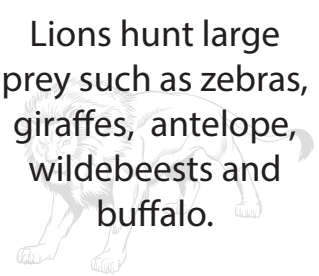 Lions hunt large
prey such as zebras,
giraffes, antelope,
wildebeests and
buffalo.